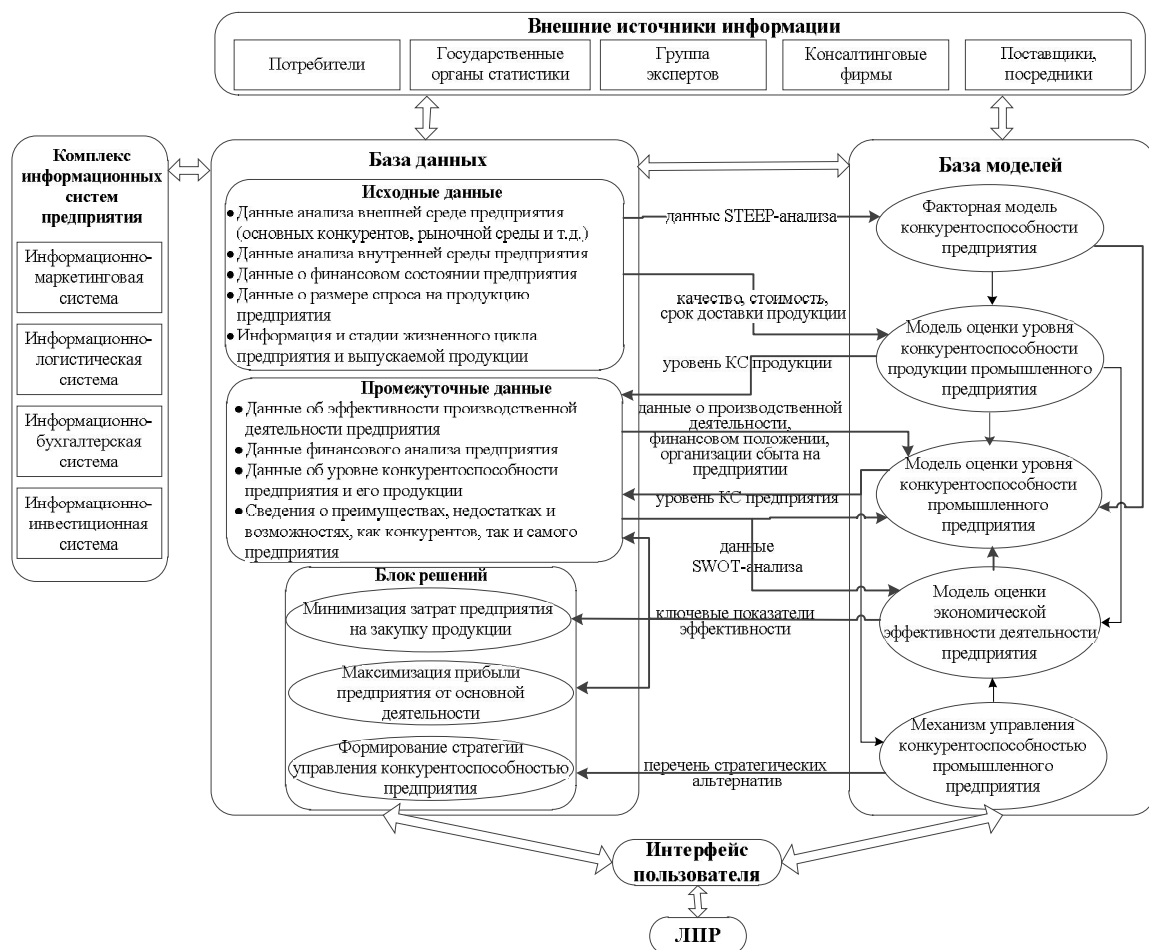 Внешние источники информации
Потребители
Государственные
органы статистики
Группа
экспертов
Консалтинговые
фирмы
Поставщики,
посредники
Комплекс
информационных
систем
предприятия
Информационно-
маркетинговая
система
Информационно-
логистическая
система
Информационно-
бухгалтерская
система
Информационно-
инвестиционная
система
База данных
Исходные данные
● Данные анализа внешней среде предприятия
(основных конкурентов, рыночной среды и т.д.)
● Данные анализа внутренней среды предприятия
● Данные о финансовом состоянии предприятия
● Данные о размере спроса на продукцию
предприятия
● Информация и стадии жизненного цикла
предприятия и выпускаемой продукции
Промежуточные данные
● Данные об эффективности производственной
деятельности предприятия
● Данные финансового анализа предприятия
● Данные об уровне конкурентоспособности
предприятия и его продукции
● Сведения о преимуществах, недостатках и
возможностях, как конкурентов, так и самого
предприятия
Блок решений
Минимизация затрат предприятия
на закупку продукции
Максимизация прибыли
предприятия от основной
деятельности
Формирование стратегии
управления конкурентоспособностью
предприятия
данные STEEP-анализа
качество, стоимость,
срок доставки продукции
уровень КС продукции
данные о производственной
деятельности,
финансовом положении,
организации сбыта на
предприятии
уровень КС предприятия
данные
SWOT-анализа
ключевые показатели
эффективности
перечень стратегических
альтернатив
База моделей
Факторная модель
конкурентоспособности
предприятия
Модель оценки уровня
конкурентоспособности
продукции промышленного
предприятия
Модель оценки уровня
конкурентоспособности
промышленного
предприятия
Модель оценки
экономической
эффективности деятельности
предприятия
Механизм управления
конкурентоспособностью
промышленного
предприятия
Интерфейс
пользователя
ЛПР